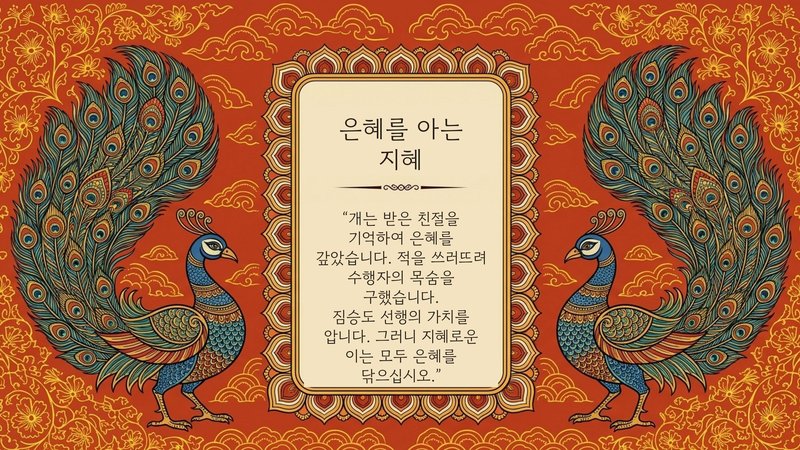 은혜를 아는
지혜
“개는 받은 친절을
기억하여 은혜를
갚았습니다. 적을 쓰러뜨려
수행자의 목숨을
구했습니다.
짐승도 선행의 가치를
압니다. 그러니 지혜로운
이는 모두 은혜를
닦으십시오.”